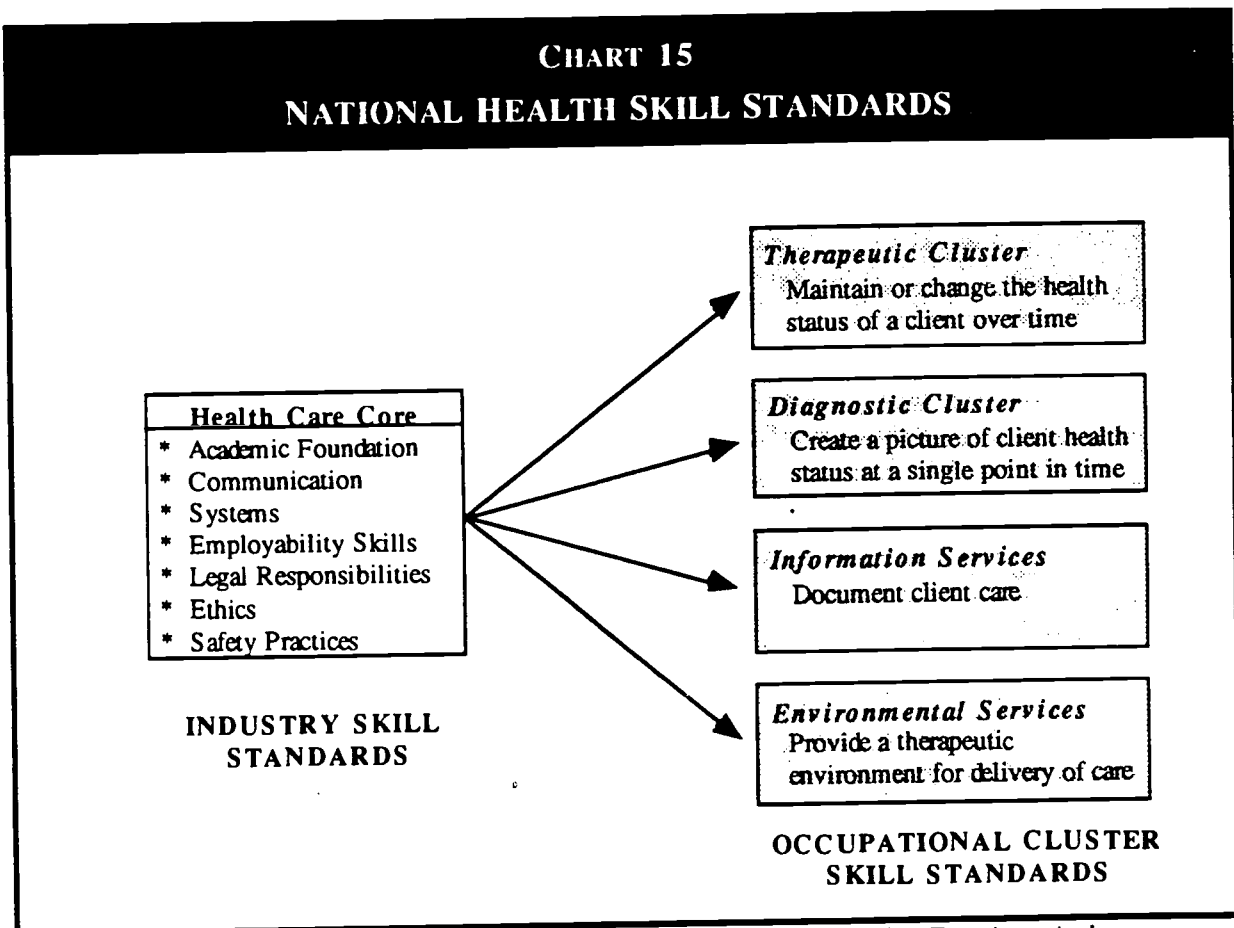 CHART 15
NATIONAL HEALTH SKILL STANDARDS
Health Care Core
* Academic Foundation
* Communication
* Systems
* Employability Skills
* Legal Responsibilities
* Ethics
* Safety Practices
INDUSTRY SKILL
STANDARDS
Therapeutic Cluster
Maintain or change the health
status of a client over time
Diagnostic Cluster
Create a picture of client health
status at a single point in time
Information Services
Document client care
Environmental Services
Provide a therapeutic
environment for delivery of care
OCCUPATIONAL CLUSTER
SKILL STANDARDS